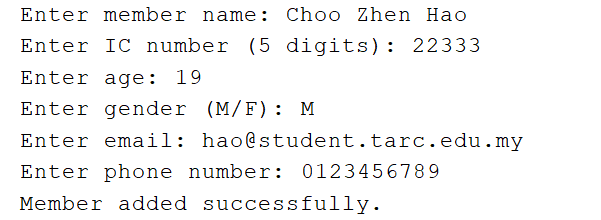 Enter member name: Choo Zhen Hao
Enter IC number (5 digits): 22333
Enter age: 19
Enter gender (M/F): M
Enter email: hao@student.tarc.edu.my
Enter phone number: 0123456789
Member added successfully.